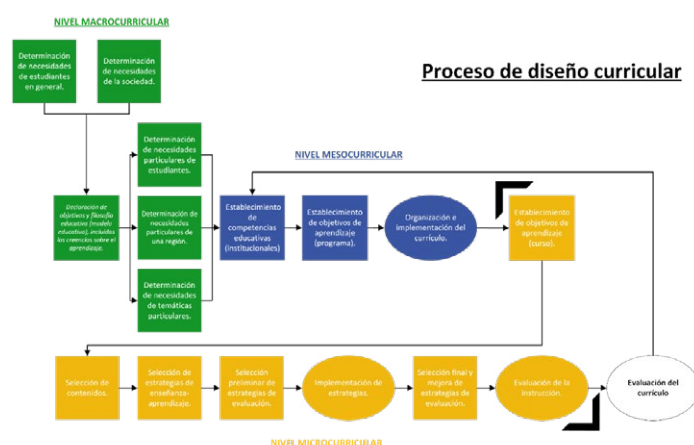 NIVEL MACROCURRICULAR
Determinación
de necesidades
de estudiantes
en general.
Determinación
de necesidades
de la sociedad.
Proceso de diseño curricular
Determinación
de necesidades
particulares de
estudiantes.
NIVEL MESOCURRICULAR
Declaración de
objetivos y filosofía
educativa (modelo
educativo), incluidas
las creencias sobre el
aprendizaje.
Determinación de
necesidades
particulares de
una región.
Establecimiento
de
competencias
educativas
(institucionales)
Establecimiento
de objetivos de
aprendizaje
(programa).
Organización e
implementación del
currículo.
Establecimiento
de objetivos de
aprendizaje
(curso).
Determinación
de necesidades
de temáticas
particulares.
Selección de
contenidos.
Selección de
estrategias de
enseñanza-
aprendizaje.
Selección
preliminar de
estrategias de
evaluación.
Implementación de
estrategias.
Selección final y
mejora de
estrategias de
evaluación.
Evaluación de la
instrucción.
Evaluación del
currículo
NIVEL MICROCURRICULAR